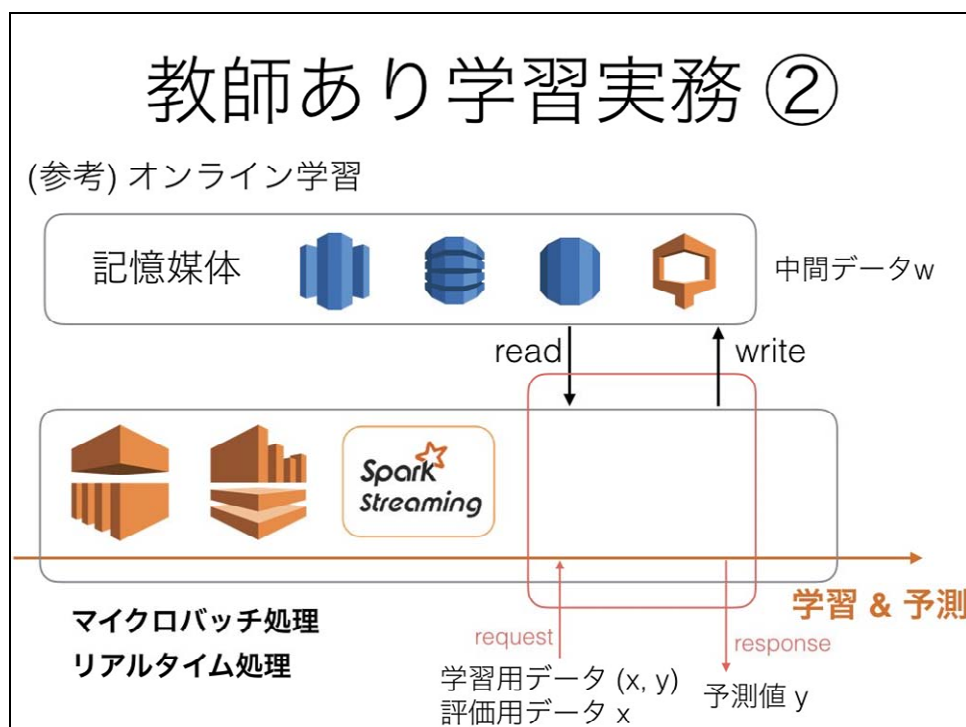 教師あり学習実務 ②
(参考) オンライン学習
記憶媒体
中間データw
read
write
Spark
Streaming
学習 & 予測
マイクロバッチ処理
リアルタイム処理
request
response
学習用データ (x, y)
評価用データ x
予測値 y